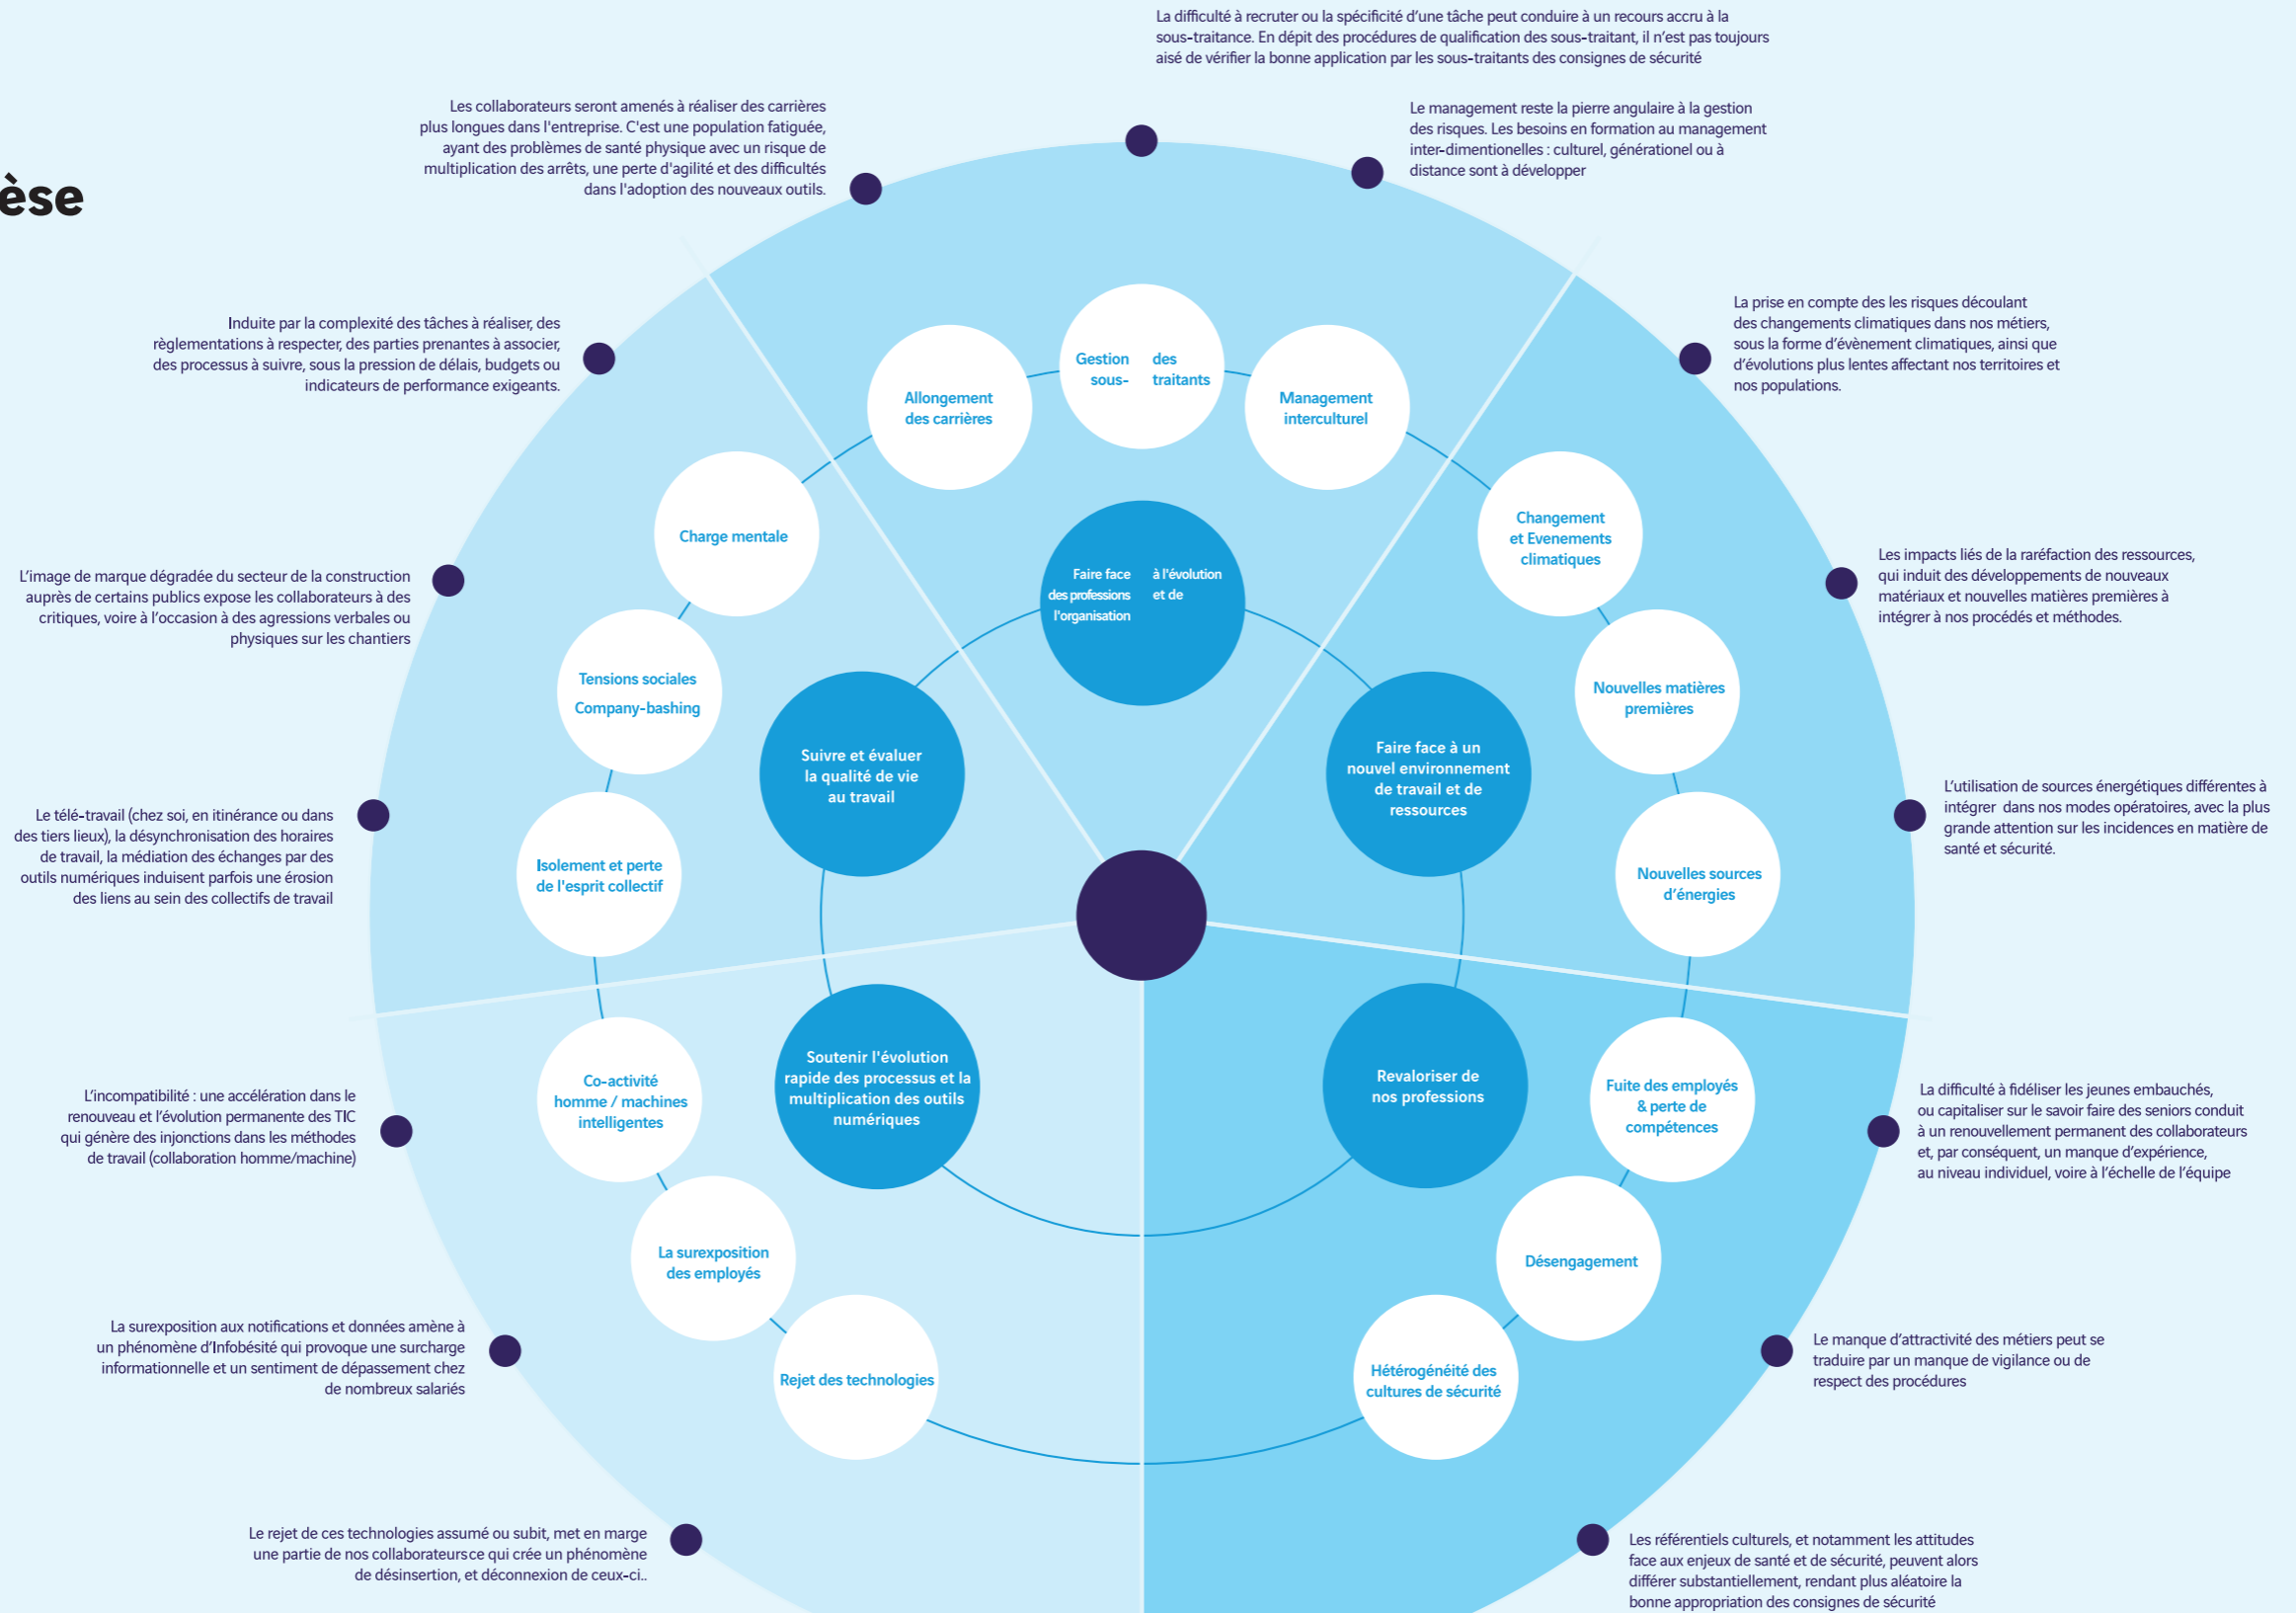 èse
La difficulté à recruter ou la spécificité d'une tâche peut conduire à un recours accru à la
sous-traitance. En dépit des procédures de qualification des sous-traitant, il n'est pas toujours
aisé de vérifier la bonne application par les sous-traitants des consignes de sécurité
Les collaborateurs seront amenés à réaliser des carrières
plus longues dans l'entreprise. C'est une population fatiguée,
ayant des problèmes de santé physique avec un risque de
multiplication des arrêts, une perte d'agilité et des difficultés
dans l'adoption des nouveaux outils.
Le management reste la pierre angulaire à la gestion
des risques. Les besoins en formation au management
inter-dimentionelles : culturel, générationel ou à
distance sont à développer
Induite par la complexité des tâches à réaliser, des
règlementations à respecter, des parties prenantes à associer,
des processus à suivre, sous la pression de délais, budgets ou
indicateurs de performance exigeants.
La prise en compte des les risques découlant
des changements climatiques dans nos métiers,
sous la forme d'évènement climatiques, ainsi que
d'évolutions plus lentes affectant nos territoires et
nos populations.
L'image de marque dégradée du secteur de la construction
auprès de certains publics expose les collaborateurs à des
critiques, voire à l'occasion à des agressions verbales ou
physiques sur les chantiers
Les impacts liés de la raréfaction des ressources,
qui induit des développements de nouveaux
matériaux et nouvelles matières premières à
intégrer à nos procédés et méthodes.
Le télé-travail (chez soi, en itinérance ou dans
des tiers lieux), la désynchronisation des horaires
de travail, la médiation des échanges par des
outils numériques induisent parfois une érosion
des liens au sein des collectifs de travail
L'utilisation de sources énergétiques différentes à
intégrer dans nos modes opératoires, avec la plus
grande attention sur les incidences en matière de
santé et sécurité.
L'incompatibilité : une accélération dans le
renouveau et l'évolution permanente des TIC
qui génère des injonctions dans les méthodes
de travail (collaboration homme/machine)
La difficulté à fidéliser les jeunes embauchés,
ou capitaliser sur le savoir faire des seniors conduit
à un renouvellement permanent des collaborateurs
et, par conséquent, un manque d'expérience,
au niveau individuel, voire à l'échelle de l'équipe
La surexposition aux notifications et données amène à
un phénomène d'Infobésité qui provoque une surcharge
informationnelle et un sentiment de dépassement chez
de nombreux salariés
Le manque d'attractivité des métiers peut se
traduire par un manque de vigilance ou de
respect des procédures
Le rejet de ces technologies assumé ou subit, met en marge
une partie de nos collaborateurs ce qui crée un phénomène
de désinsertion, et déconnexion de ceux-ci..
Les référentiels culturels, et notamment les attitudes
face aux enjeux de santé et de sécurité, peuvent alors
différer substantiellement, rendant plus aléatoire la
bonne appropriation des consignes de sécurité
Allongement
des carrières
Gestion des
sous- traitants
Management
interculturel
Charge mentale
Changement
et Evenements
climatiques
Tensions sociales
Company-bashing
Nouvelles matières
premières
Isolement et perte
de l'esprit collectif
Nouvelles sources
d'énergies
Co-activité
homme / machines
intelligentes
Fuite des employés
& perte de
compétences
La surexposition
des employés
Désengagement
Rejet des technologies
Hétérogénéité des
cultures de sécurité
Faire face à l'évolution
des professions et de
l'organisation
Suivre et évaluer
la qualité de vie
au travail
Faire face à un
nouvel environnement
de travail et de
ressources
Soutenir l'évolution
rapide des processus et la
multiplication des outils
numériques
Revaloriser de
nos professions